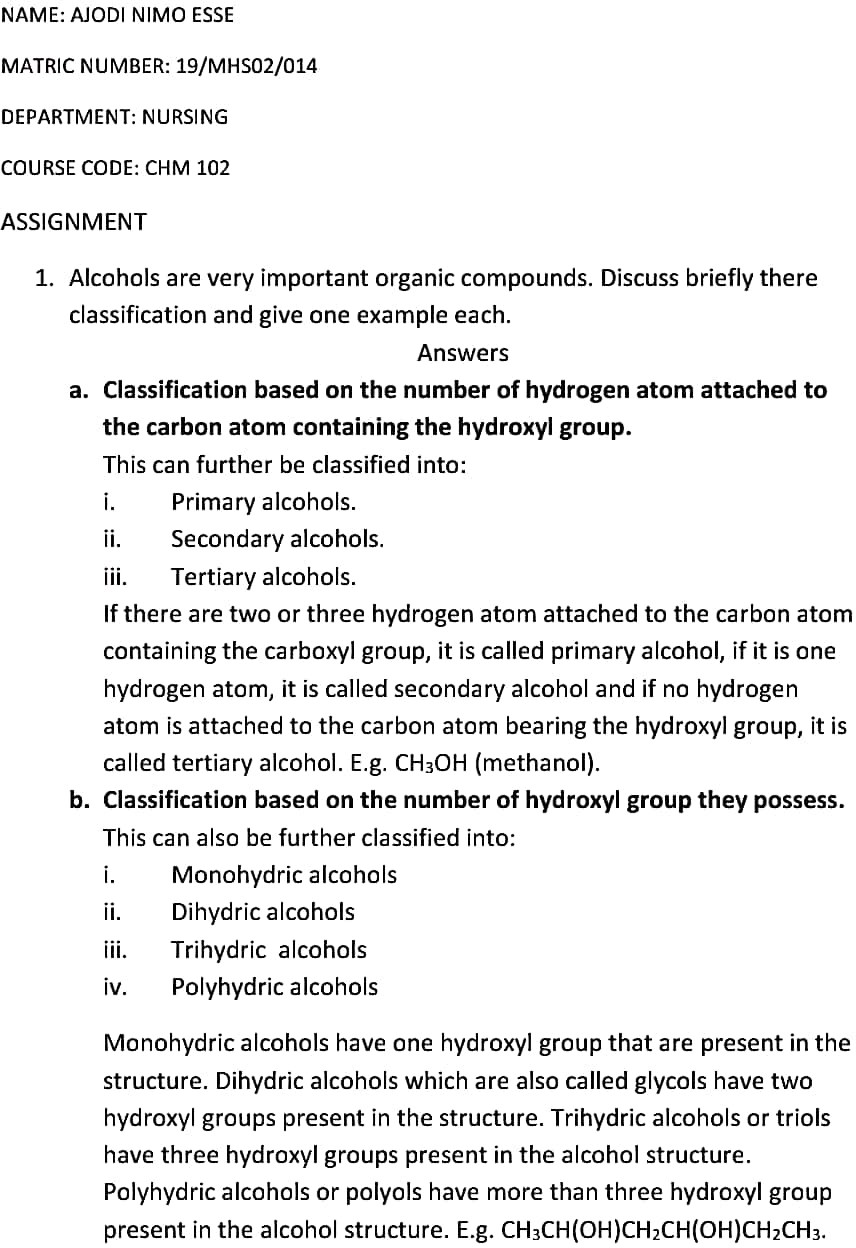 NAME: AJODI NIMO ESSE
MATRIC NUMBER: 19/MHS02/014
DEPARTMENT: NURSING
COURSE CODE: CHM 102
ASSIGNMENT
1. Alcohols are very important organic compounds. Discuss briefly there
classification and give one example each.
Answers
a. Classification based on the number of hydrogen atom attached to
the carbon atom containing the hydroxyl group.
This can further be classified into:
i. Primary alcohols.
ii. Secondary alcohols.
iii. Tertiary alcohols.
If there are two or three hydrogen atom attached to the carbon atom
containing the carboxyl group, it is called primary alcohol, if it is one
hydrogen atom, it is called secondary alcohol and if no hydrogen
atom is attached to the carbon atom bearing the hydroxyl group, it is
called tertiary alcohol. E.g. CH₃OH (methanol).
b. Classification based on the number of hydroxyl group they possess.
This can also be further classified into:
i. Monohydric alcohols
ii. Dihydric alcohols
iii. Trihydric alcohols
iv. Polyhydric alcohols
Monohydric alcohols have one hydroxyl group that are present in the
structure. Dihydric alcohols which are also called glycols have two
hydroxyl groups present in the structure. Trihydric alcohols or triols
have three hydroxyl groups present in the alcohol structure.
Polyhydric alcohols or polyols have more than three hydroxyl group
present in the alcohol structure. E.g. CH₃CH(OH)CH₂CH(OH)CH₂CH₃.